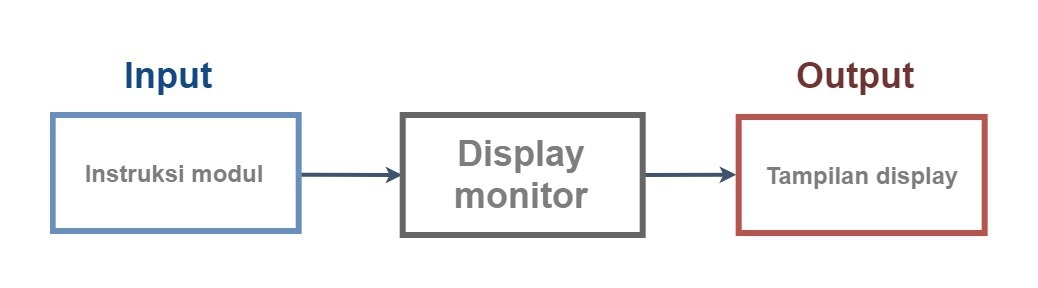 Input
Output
Instruksi modul
Display
monitor
Tampilan display